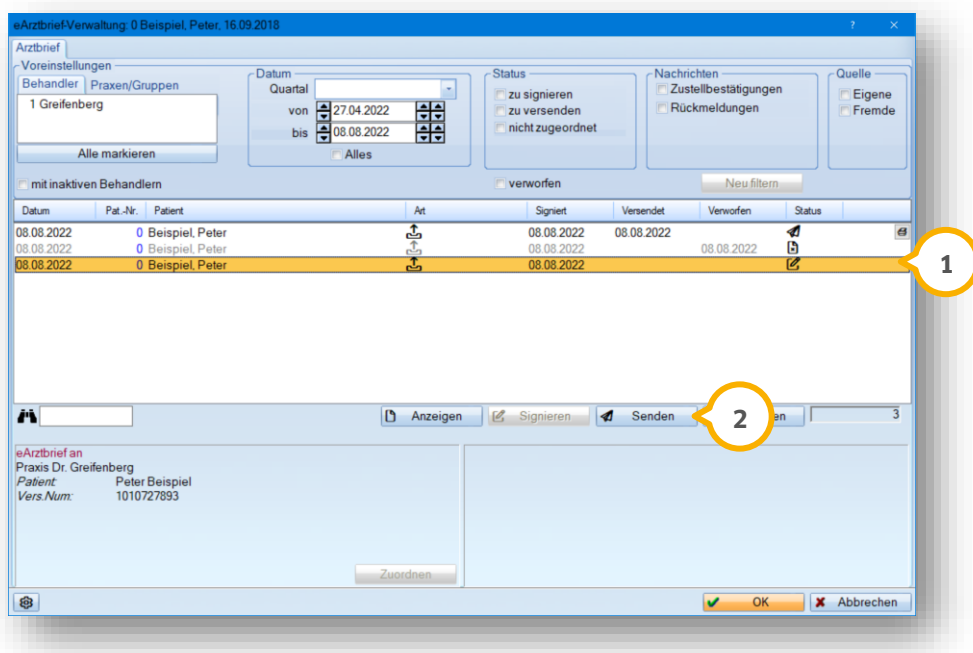 eArztbrief-Verwaltung: 0 Beispiel, Peter, 16.09.2018 ?
Arztbrief
Voreinstellungen
Behandler Praxen/Gruppen
1 Greifenberg
Alle markieren
mit inaktiven Behandlern
Datum
Quartal
von 27.04.2022
bis 08.08.2022
Alles
Status
zu signieren
zu versenden
nicht zugeordnet
verworfen
Nachrichten
Zustellbestätigungen
Rückmeldungen
Neu filtern
Quelle
Eigene
Fremde
Datum Pat.-Nr. Patient Art Signiert Versendet Verworfen Status
08.08.2022 0 Beispiel, Peter 08.08.2022 08.08.2022
08.08.2022 0 Beispiel, Peter 08.08.2022 08.08.2022
08.08.2022 0 Beispiel, Peter 08.08.2022
1
Anzeigen Signieren Senden 2 en 3
eArztbrief an
Praxis Dr. Greifenberg
Patient: Peter Beispiel
Vers.Num: 1010727893
Zuordnen
OK Abbrechen